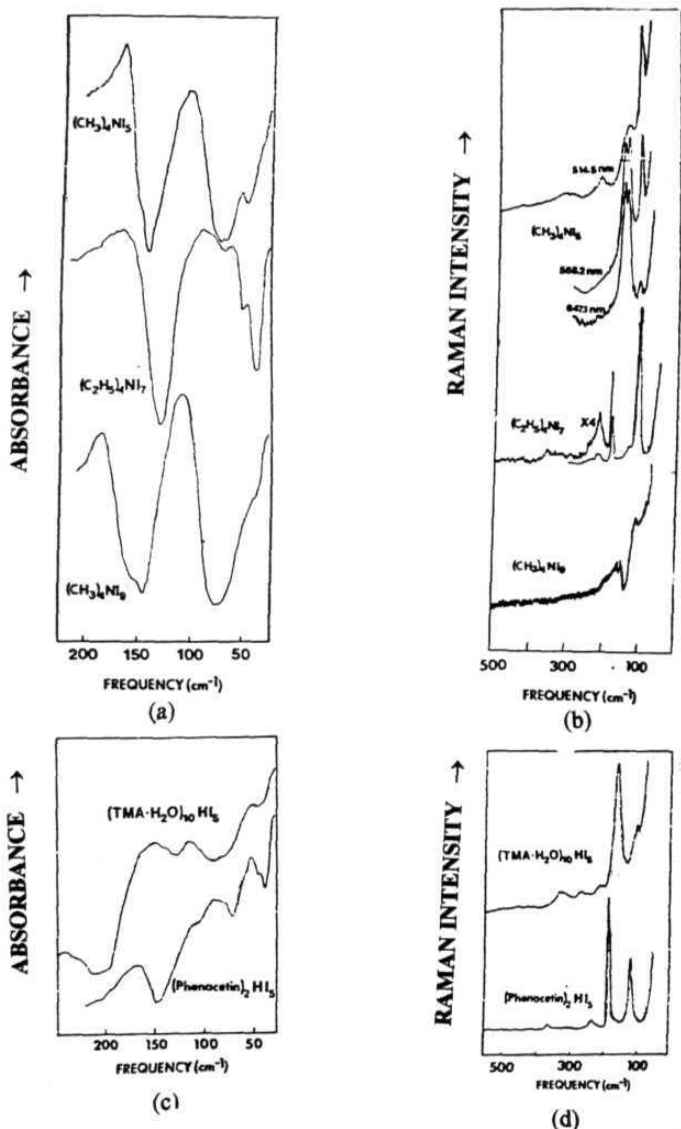 ABSORBANCE →
(CH3)4NI5
(C2H5)4NI7
(CH3)4NI9
200 150 100 50
FREQUENCY (cm⁻¹)
(a)
RAMAN INTENSITY →
514.5 nm
(CH3)4NI5
568.2 nm
647.1 nm
(C2H5)4NI7
X4
(CH3)4NI9
500 300 100
FREQUENCY (cm⁻¹)
(b)
ABSORBANCE →
(TMA·H2O)10 HI5
(Phenacetin)2 HI5
200 150 100 50
FREQUENCY (cm⁻¹)
(c)
RAMAN INTENSITY →
(TMA·H2O)10 HI5
(Phenacetin)2 HI5
500 300 100
FREQUENCY (cm⁻¹)
(d)